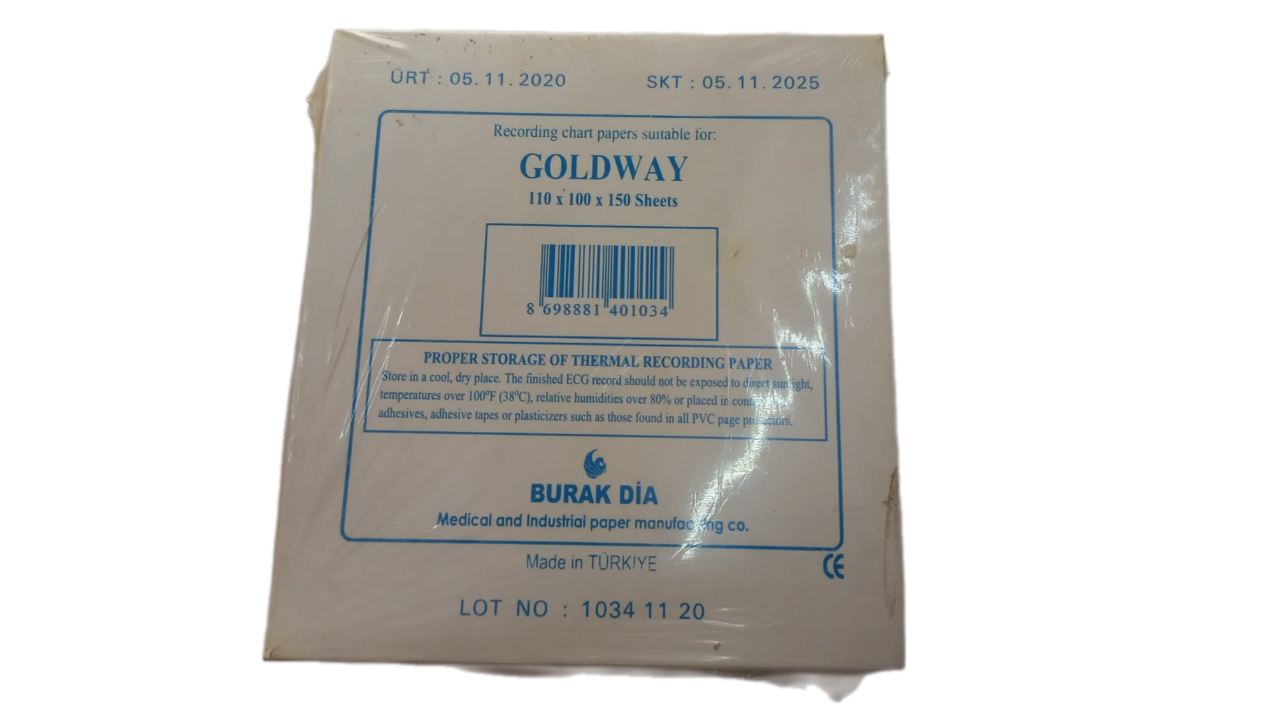 ÜRT : 05.11.2020 SKT : 05.11.2025
Recording chart papers suitable for:
GOLDWAY
110 x 100 x 150 Sheets
8 698881 401034
PROPER STORAGE OF THERMAL RECORDING PAPER
Store in a cool, dry place. The finished ECG record should not be exposed to direct sunlight,
temperatures over 100°F (38°C), relative humidities over 80% or placed in
adhesives, adhesive tapes or plasticizers such as those found in all PVC page
BURAK DİA
Medical and Industrial paper co.
Made in TÜRKİYE
CE
LOT NO : 1034 11 20